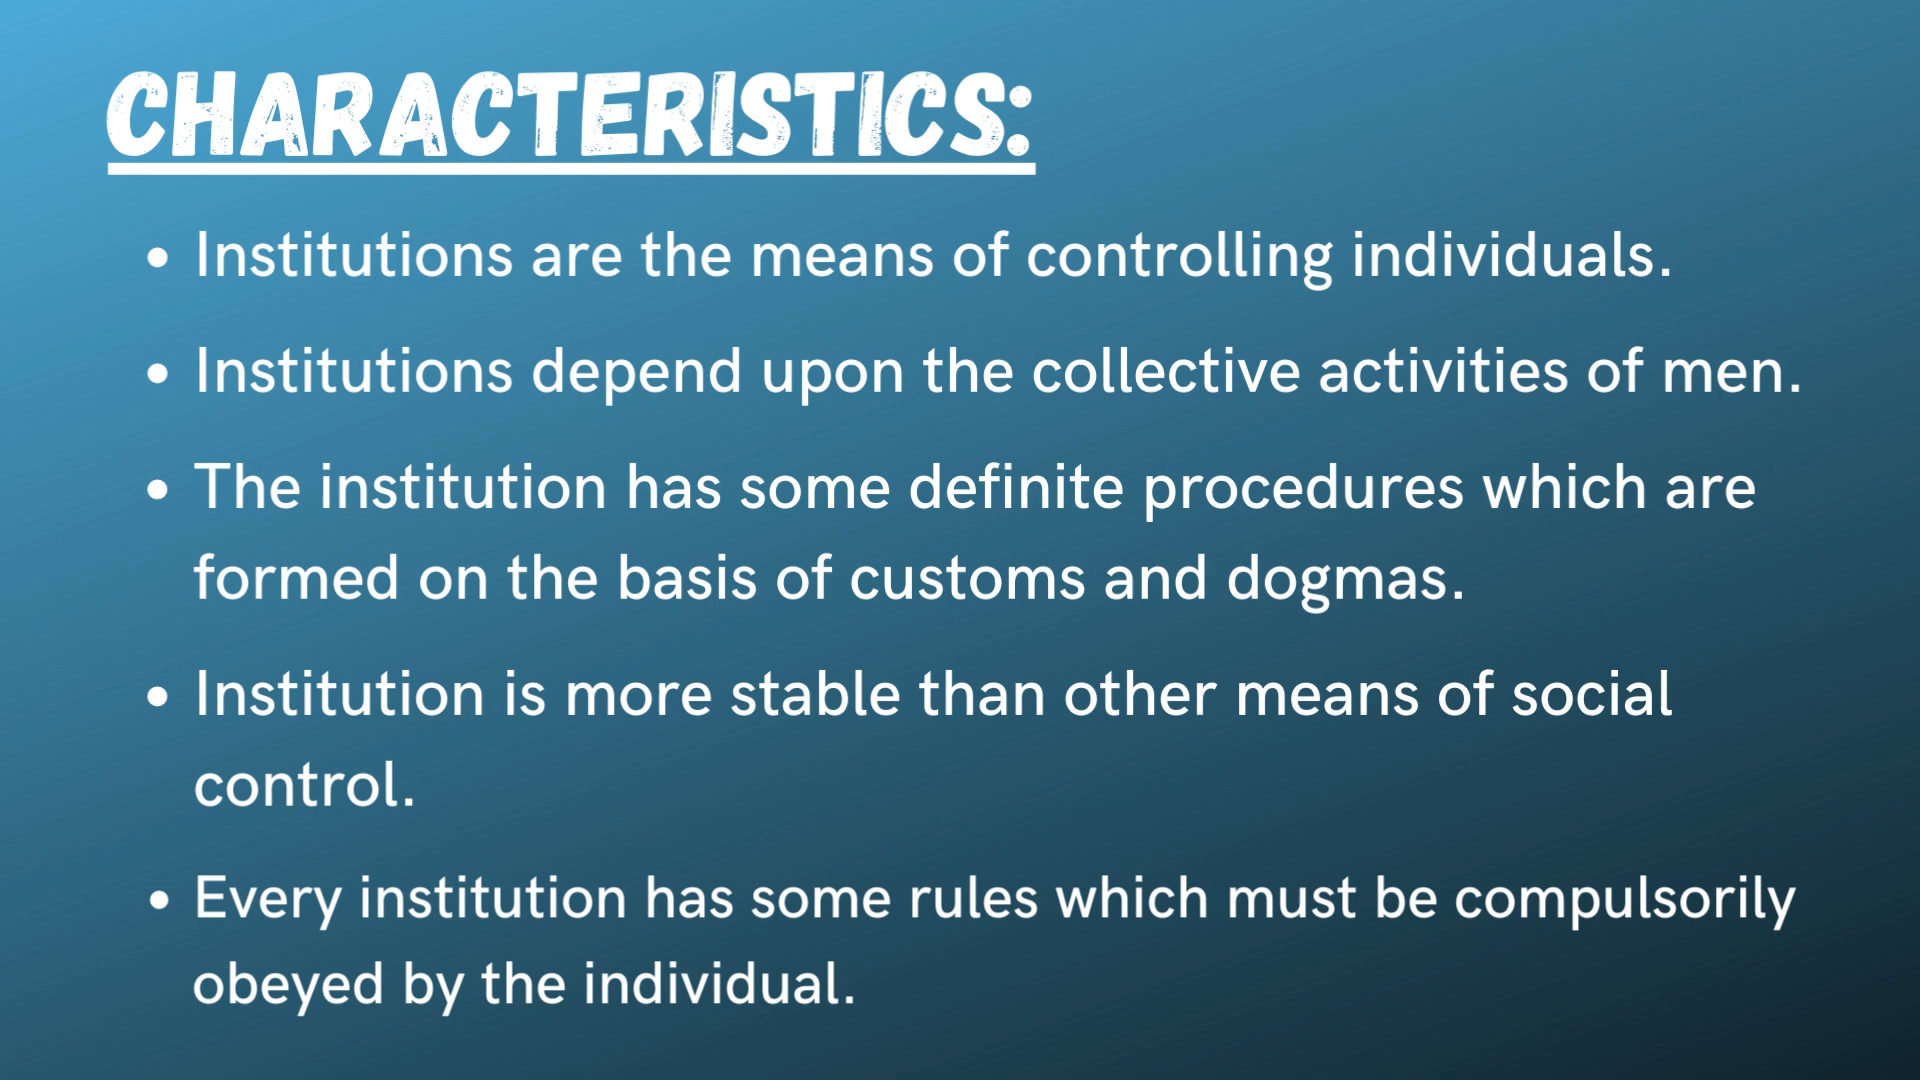 CHARACTERISTICS:
• Institutions are the means of controlling individuals.
• Institutions depend upon the collective activities of men.
• The institution has some definite procedures which are
formed on the basis of customs and dogmas.
• Institution is more stable than other means of social
control.
• Every institution has some rules which must be compulsorily
obeyed by the individual.